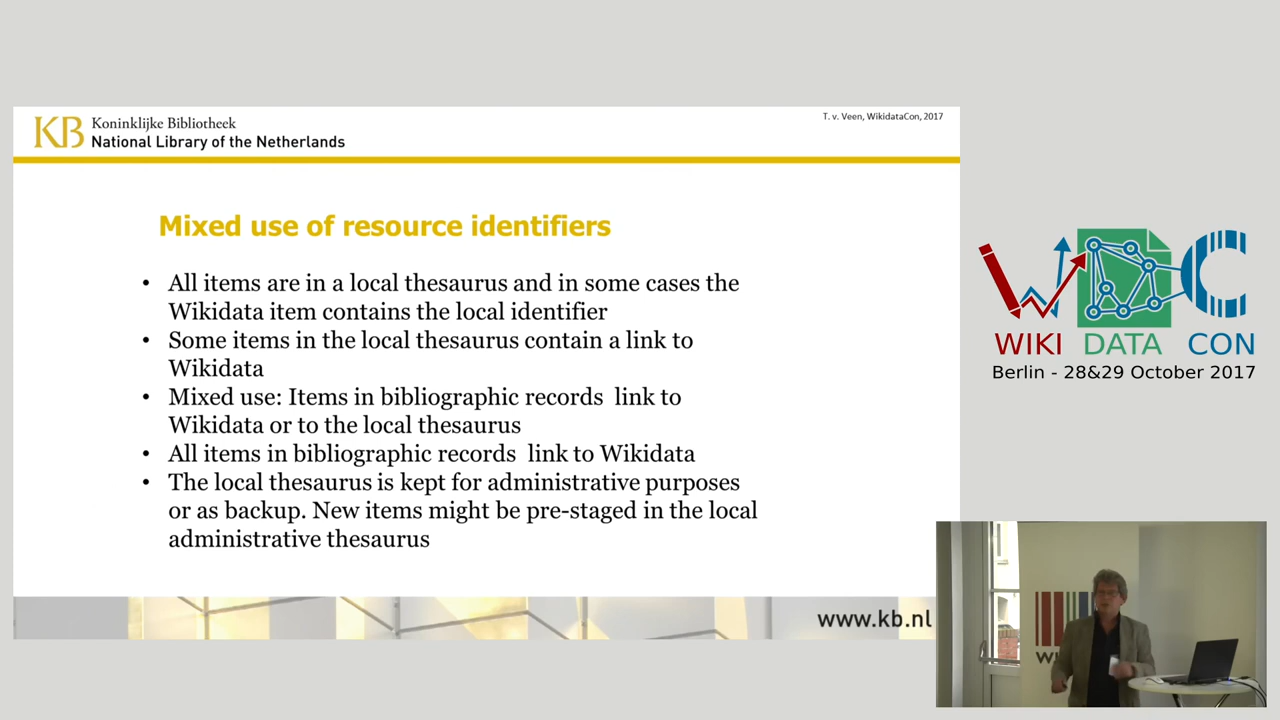 KB Koninklijke Bibliotheek
National Library of the Netherlands
T. v. Veen, WikidataCon, 2017
Mixed use of resource identifiers
• All items are in a local thesaurus and in some cases the
Wikidata item contains the local identifier
• Some items in the local thesaurus contain a link to
Wikidata
• Mixed use: Items in bibliographic records link to
Wikidata or to the local thesaurus
• All items in bibliographic records link to Wikidata
• The local thesaurus is kept for administrative purposes
or as backup. New items might be pre-staged in the local
administrative thesaurus
www.kb.nl
WDC
WIKI DATA CON
Berlin - 28&29 October 2017